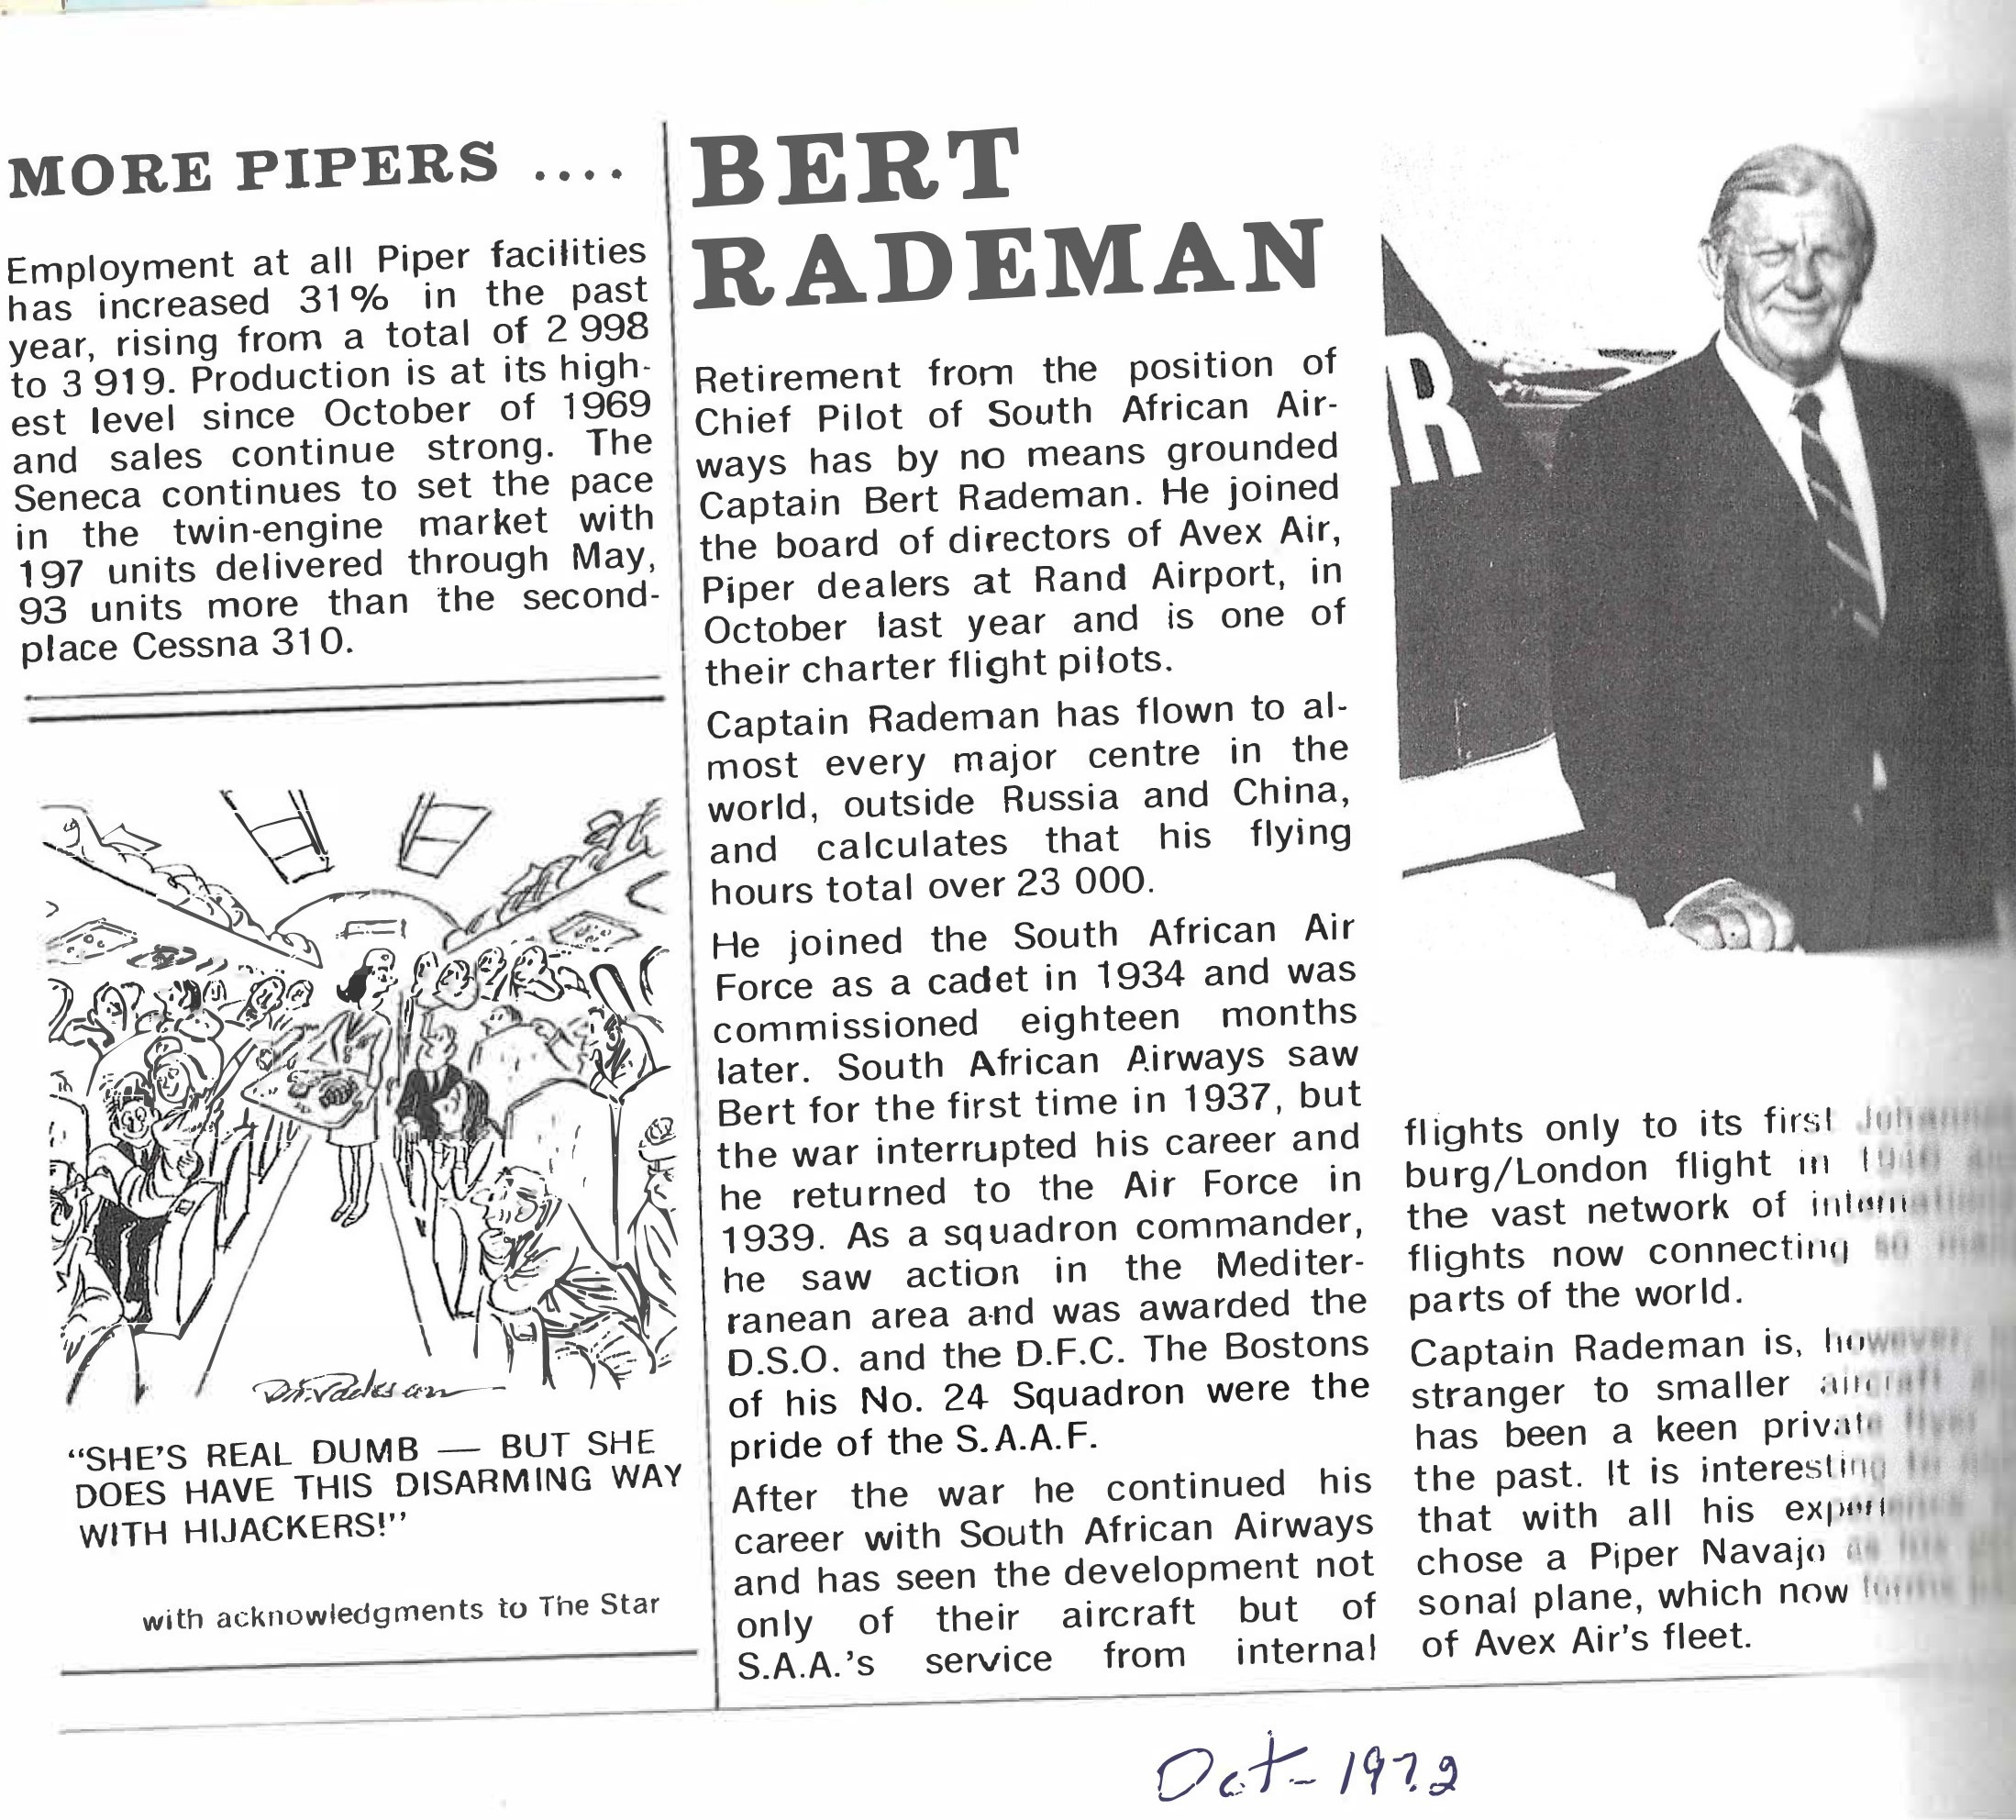 MORE PIPERS ....
Employment at all Piper facilities
has increased 31% in the past
year, rising from a total of 2 998
to 3 919. Production is at its high-
est level since October of 1969
and sales continue strong. The
Seneca continues to set the pace
in the twin-engine market with
197 units delivered through May,
93 units more than the second-
place Cessna 310.
"SHE'S REAL DUMB — BUT SHE
DOES HAVE THIS DISARMING WAY
WITH HIJACKERS!"
with acknowledgments to The Star
BERT
RADEMAN
Retirement from the position of
Chief Pilot of South African Air-
ways has by no means grounded
Captain Bert Rademan. He joined
the board of directors of Avex Air,
Piper dealers at Rand Airport, in
October last year and is one of
their charter flight pilots.
Captain Rademan has flown to al-
most every major centre in the
world, outside Russia and China,
and calculates that his flying
hours total over 23 000.
He joined the South African Air
Force as a cadet in 1934 and was
commissioned eighteen months
later. South African Airways saw
Bert for the first time in 1937, but
the war interrupted his career and
he returned to the Air Force in
1939. As a squadron commander,
he saw action in the Mediter-
ranean area and was awarded the
D.S.O. and the D.F.C. The Bostons
of his No. 24 Squadron were the
pride of the S.A.A.F.
After the war he continued his
career with South African Airways
and has seen the development not
only of their aircraft but of
S.A.A.'s service from internal
R
flights only to its first
burg/London flight in
the vast network of
flights now connecting
parts of the world.
Captain Rademan is, however
stranger to smaller aircraft
has been a keen private
the past. It is interesting
that with all his
chose a Piper Navajo
sonal plane, which now
of Avex Air's fleet.
Oct - 1972